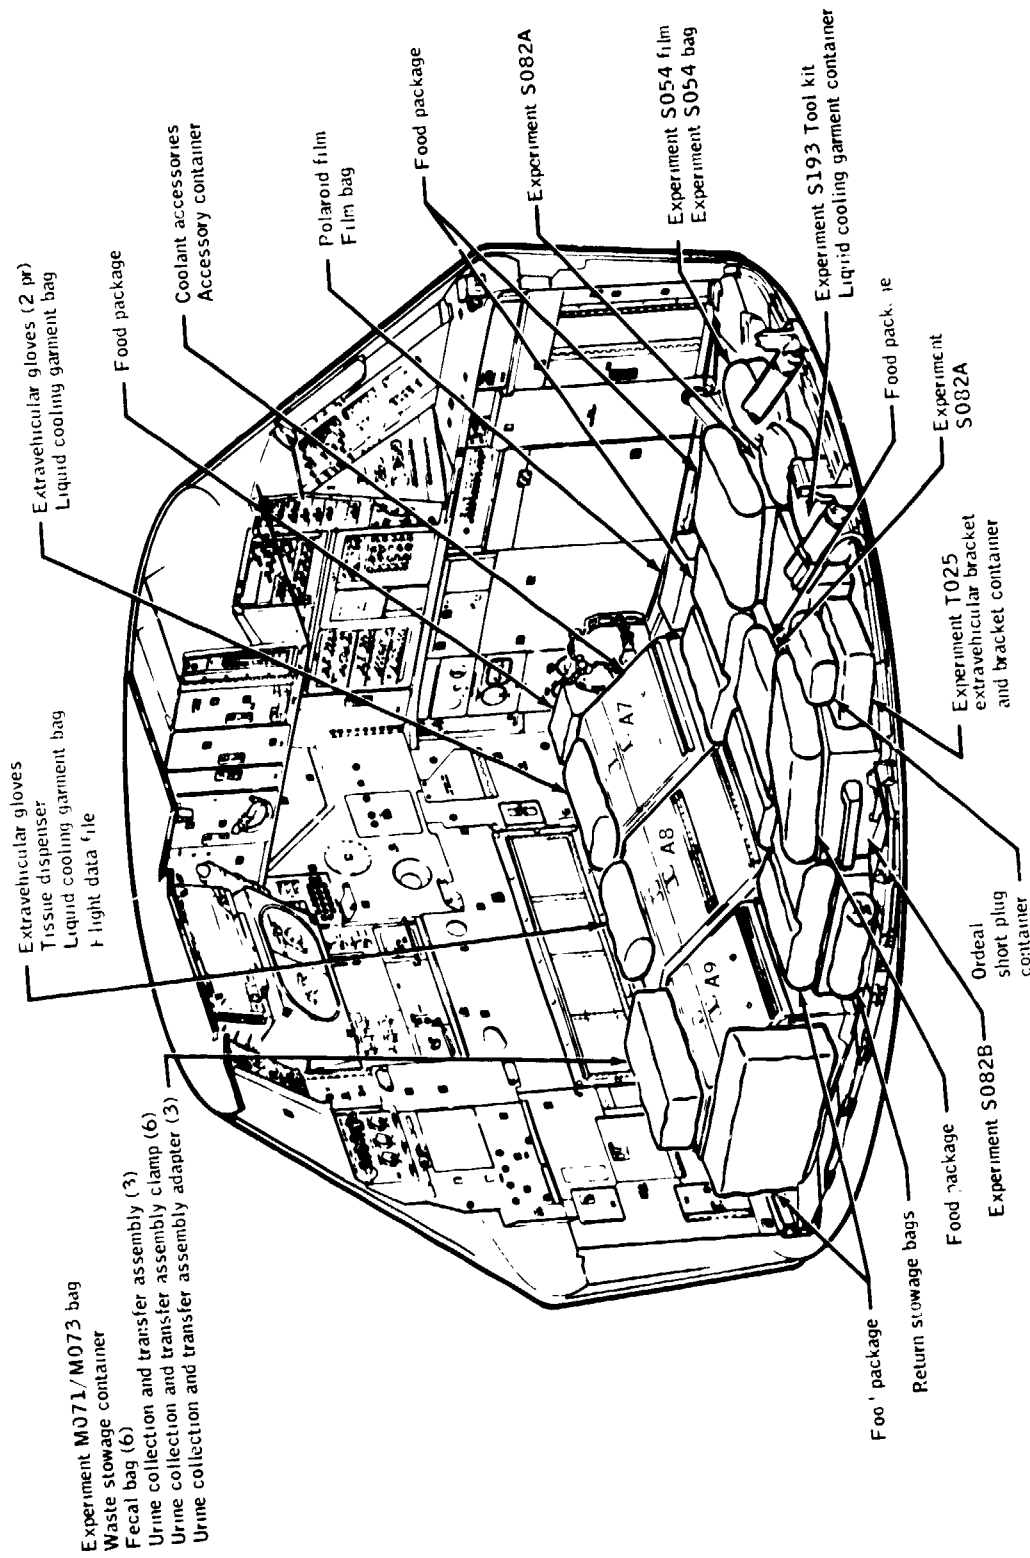 Experiment M071/M073 bag
Waste stowage container
Fecal bag (6)
Urine collection and transfer assembly (3)
Urine collection and transfer assembly clamp (6)
Urine collection and transfer assembly adapter (3)
Extravehicular gloves
Tissue dispenser
Liquid cooling garment bag
Flight data file
Extravehicular gloves (2 pr)
Liquid cooling garment bag
Food package
Coolant accessories
Accessory container
Polaroid film
Film bag
Food package
Experiment S082A
Experiment S054 film
Experiment S054 bag
Experiment S193 Tool kit
Liquid cooling garment container
Food pack
Experiment
S082A
Experiment T025
extravehicular bracket
and bracket container
Ordeal
short plug
container
Experiment S082B
Food package
Return stowage bags
Foo' package
A9
A8
A7